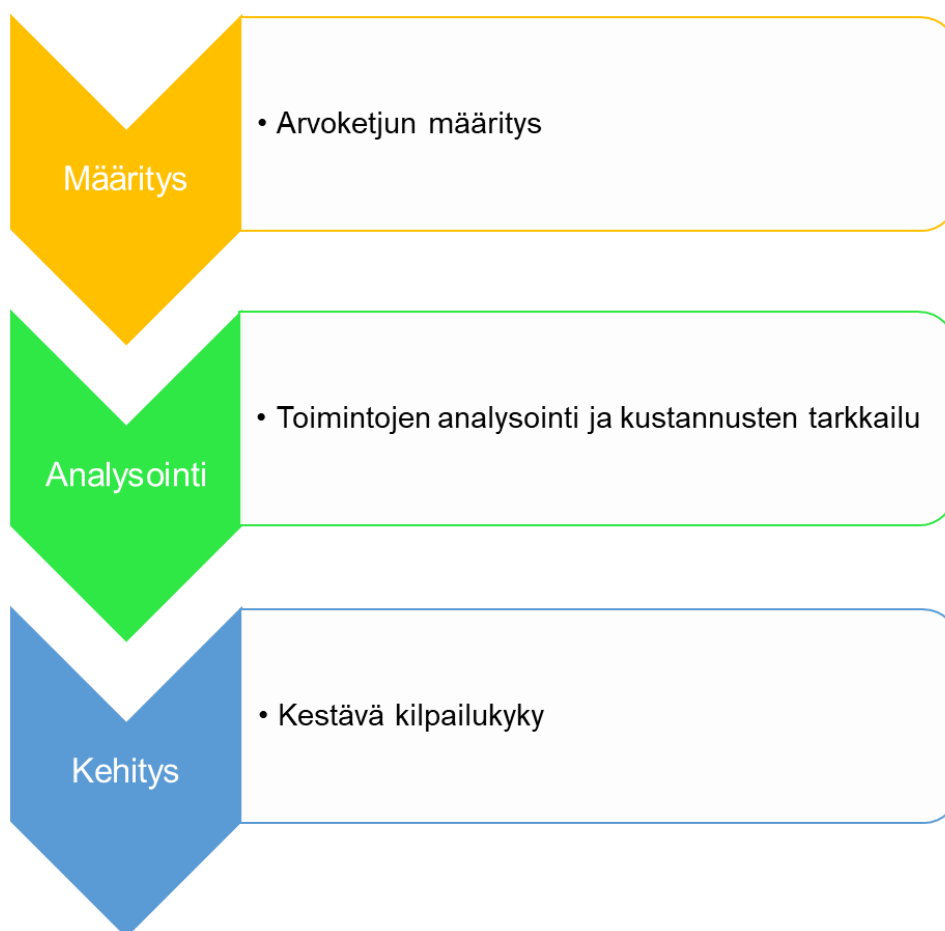 Määritys
• Arvoketjun määritys
Analysointi
• Toimintojen analysointi ja kustannusten tarkkailu
Kehitys
• Kestävä kilpailukyky